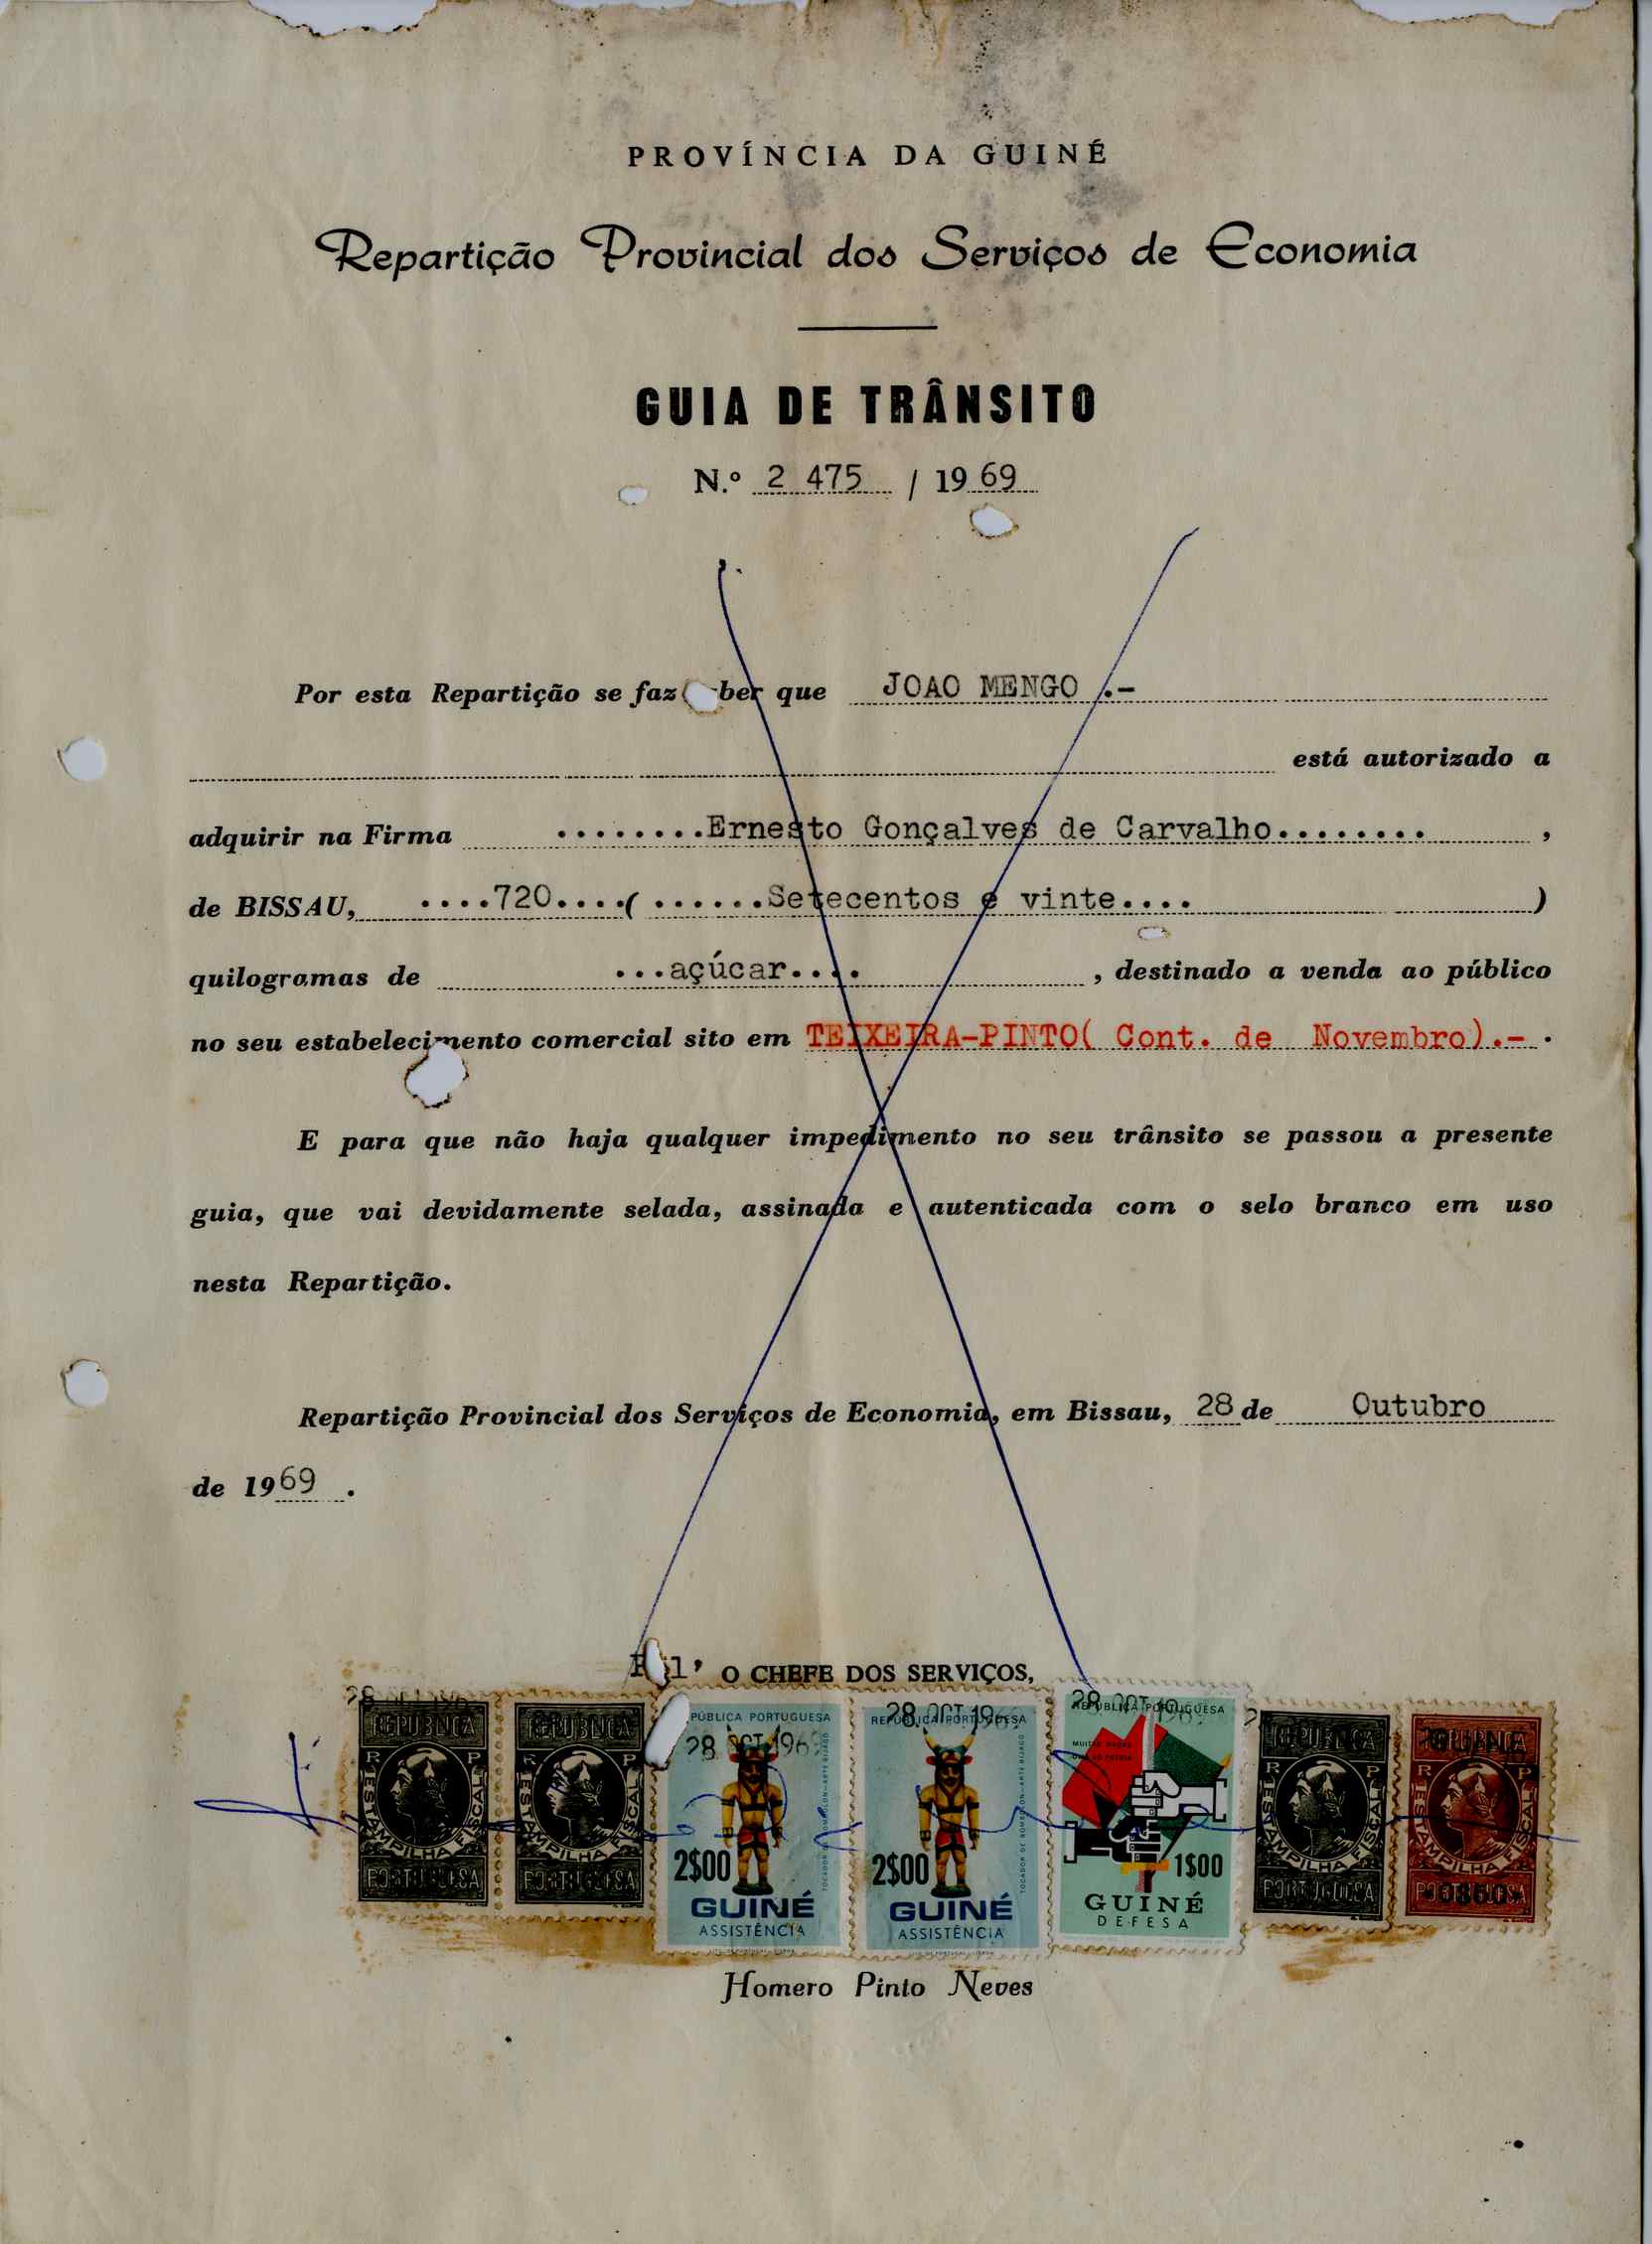 PROVÍNCIA DA GUINÉ
Repartição Provincial dos Serviços de Economia
GUIA DE TRÂNSITO
N.º 2 475 / 1969
Por esta Repartição se faz ber que JOAO MENGO .-
está autorizado a
adquirir na Firma ........Ernesto Gonçalves de Carvalho........ ,
de BISSAU, ....720....( ......Setecentos e vinte.... )
quilogramas de ...açúcar.... , destinado a venda ao público
no seu estabelecimento comercial sito em TEIXEIRA-PINTO( Cont. de Novembro).- .
E para que não haja qualquer impedimento no seu trânsito se passou a presente
guia, que vai devidamente selada, assinada e autenticada com o selo branco em uso
nesta Repartição.
Repartição Provincial dos Serviços de Economia, em Bissau, 28 de Outubro
de 1969 .
O CHEFE DOS SERVIÇOS,
REPUBLICA R P ESTAMPILHA FISCAL PORTUGUESA
REPUBLICA R P ESTAMPILHA FISCAL PORTUGUESA
PÚBLICA PORTUGUESA 28 OCT 196 2$00 GUINÉ ASSISTÊNCIA
REPÚBLICA PORTUGUESA 28 OCT 196 2$00 GUINÉ ASSISTÊNCIA
REPÚBLICA PORTUGUESA 28 OCT 1969 1$00 GUINÉ DEFESA
REPUBLICA R P ESTAMPILHA FISCAL PORTUGUESA
GUINÉ R P ESTAMPILHA FISCAL
Homero Pinto Neves